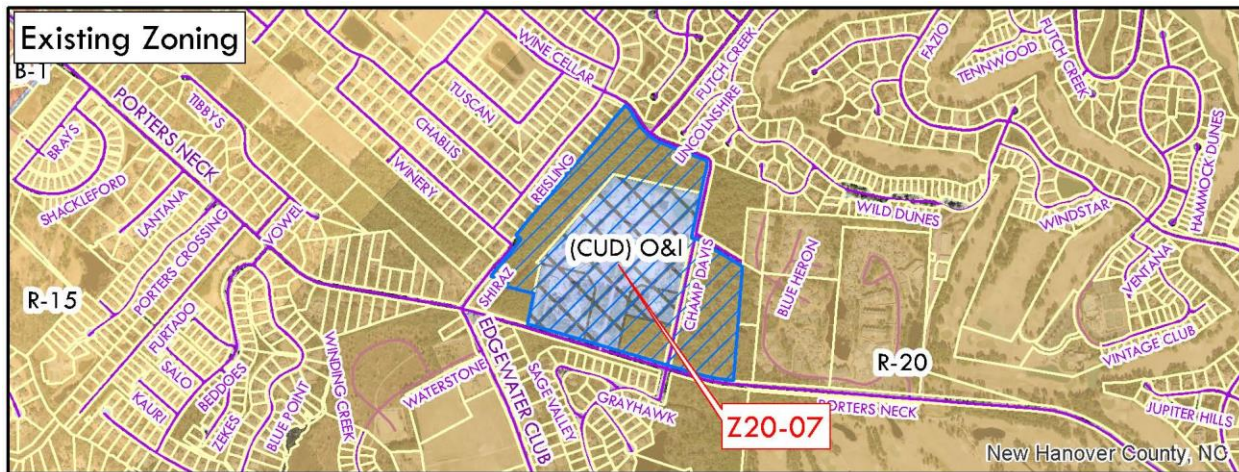 Existing Zoning
B-1
PORTERS NECK
TIBBYS
BRAYS
SHACKLEFORD
LANTANA
PORTERS CROSSING
VOWEL
FURTADO
R-15
SALO
KAURI
BEDDOES
ZEKES
BLUE POINT
WINDING CREEK
WATERSTONE
EDGEWATER CLUB
SAGE VALLEY
GRAYHAWK
WINE CELLAR
TUSCAN
CHABLIS
WINERY
REISLING
SHIRAZ
FUTCH CREEK
LINCOLNSHIRE
(CUD) O&I
CHAMP DAVIS
BLUE HERON
WILD DUNES
FAZIO
TENNWOOD
FUTCH CREEK
HAMMOCK DUNES
WINDSTAR
VENTANA
VINTAGE CLUB
R-20
PORTERS NECK
JUPITER HILLS
Z20-07
New Hanover County, NC